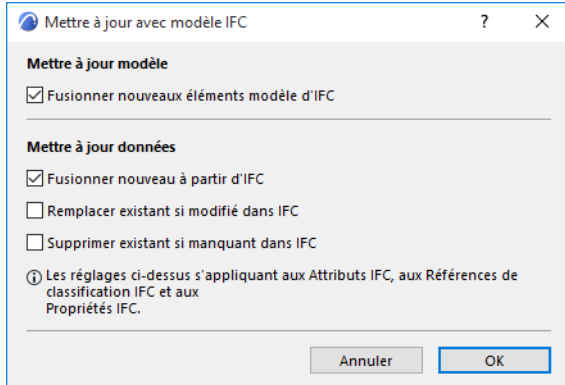 Mettre à jour avec modèle IFC ?
Mettre à jour modèle
Fusionner nouveaux éléments modèle d'IFC
Mettre à jour données
Fusionner nouveau à partir d'IFC
Remplacer existant si modifié dans IFC
Supprimer existant si manquant dans IFC
Les réglages ci-dessus s'appliquant aux Attributs IFC, aux Références de
classification IFC et aux
Propriétés IFC.
Annuler OK